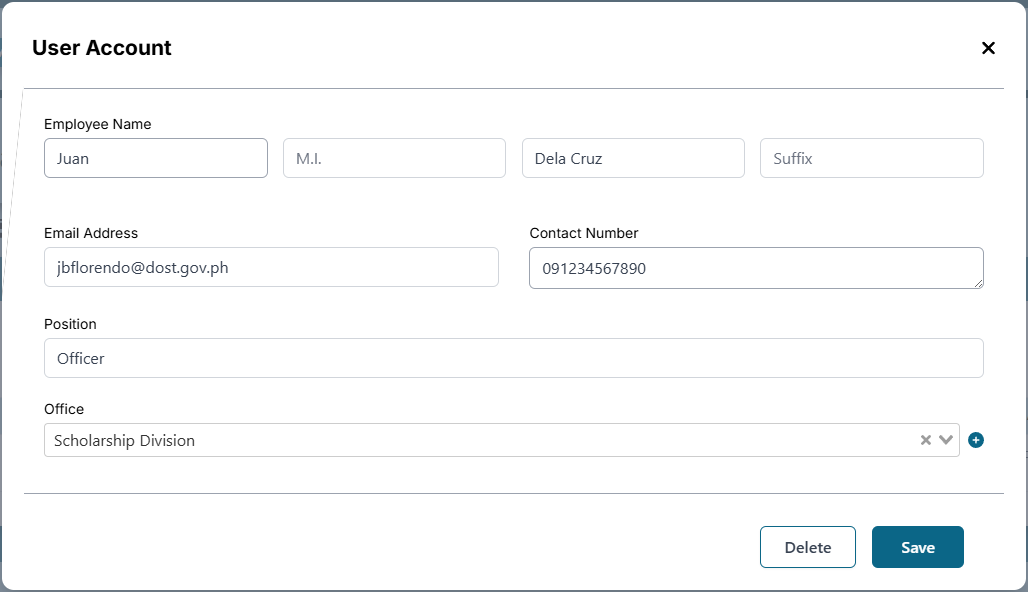 User Account
Employee Name
Juan M.I. Dela Cruz Suffix
Email Address Contact Number
jbflorendo@dost.gov.ph 091234567890
Position
Officer
Office
Scholarship Division
Delete Save